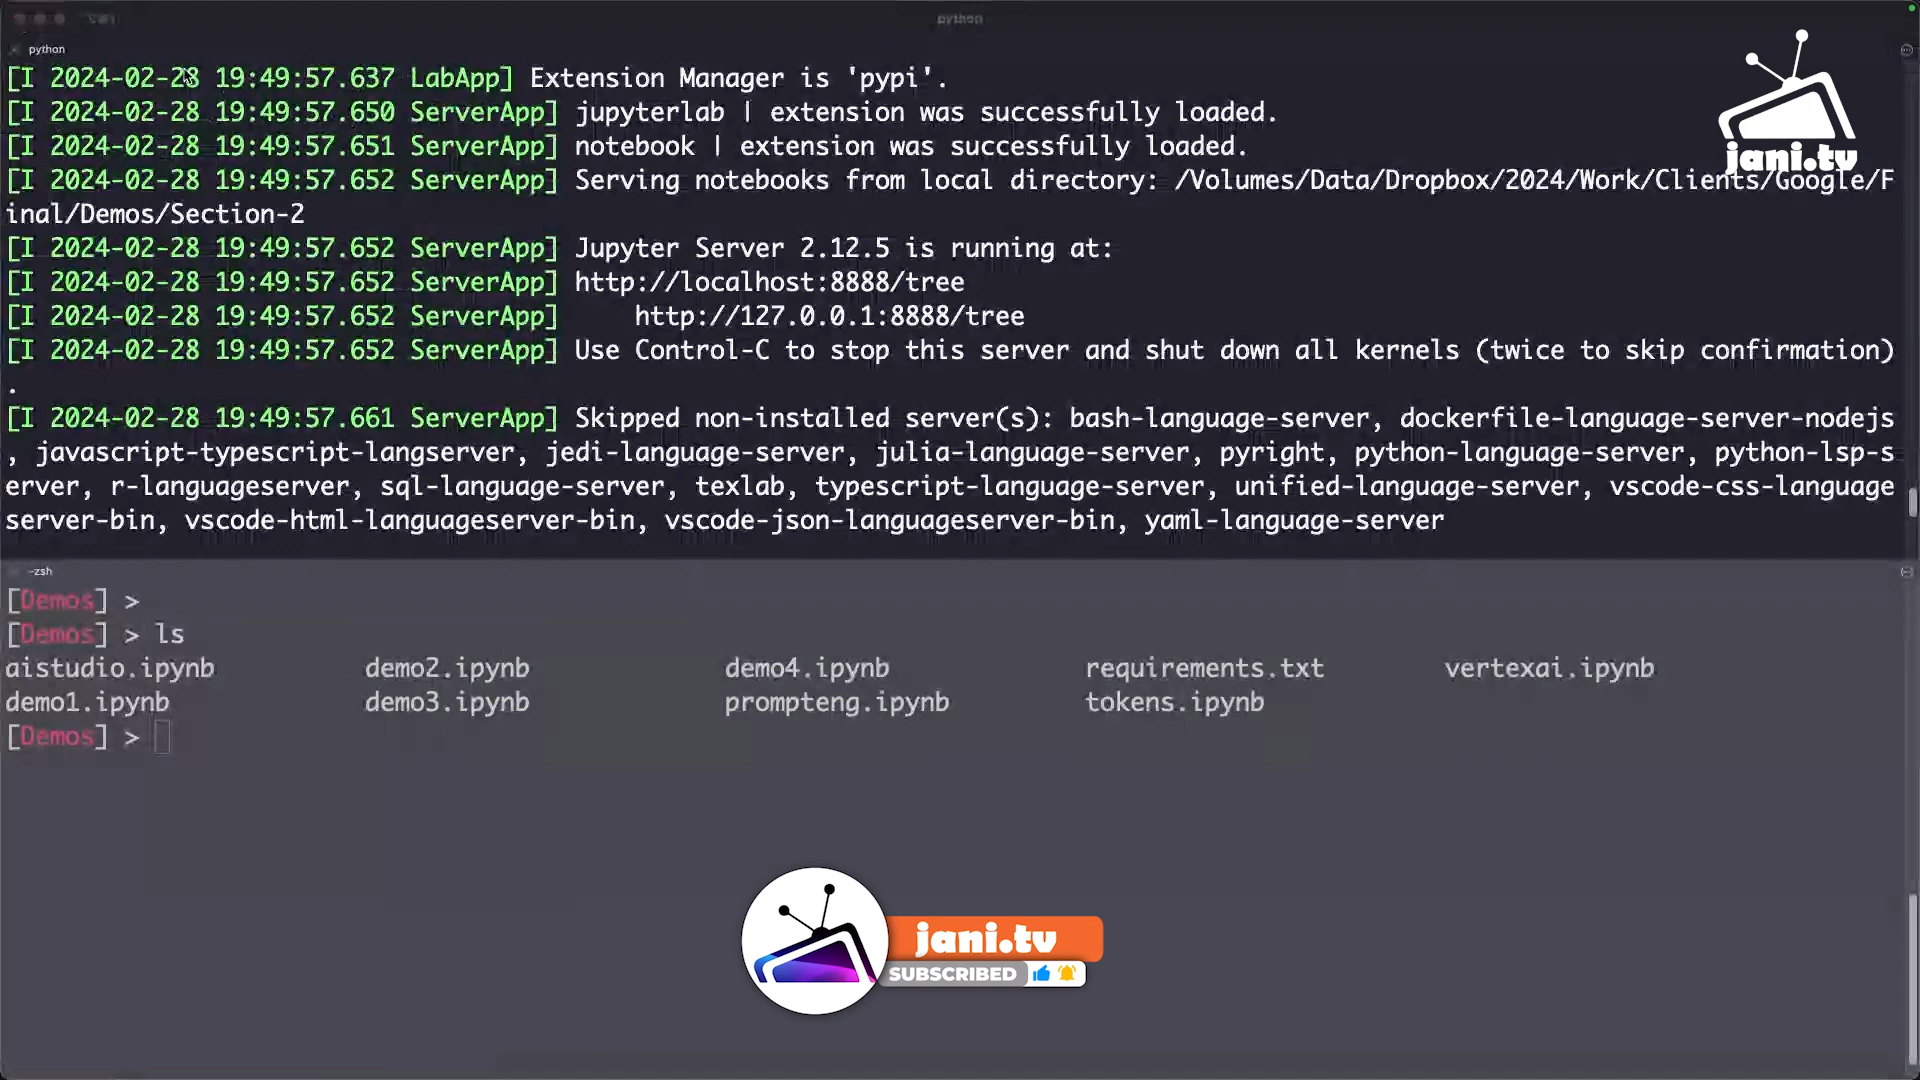 python
python
[I 2024-02-28 19:49:57.637 LabApp] Extension Manager is 'pypi'.
[I 2024-02-28 19:49:57.650 ServerApp] jupyterlab | extension was successfully loaded.
[I 2024-02-28 19:49:57.651 ServerApp] notebook | extension was successfully loaded.
[I 2024-02-28 19:49:57.652 ServerApp] Serving notebooks from local directory: /Volumes/Data/Dropbox/2024/Work/Clients/Google/F
inal/Demos/Section-2
[I 2024-02-28 19:49:57.652 ServerApp] Jupyter Server 2.12.5 is running at:
[I 2024-02-28 19:49:57.652 ServerApp] http://localhost:8888/tree
[I 2024-02-28 19:49:57.652 ServerApp]     http://127.0.0.1:8888/tree
[I 2024-02-28 19:49:57.652 ServerApp] Use Control-C to stop this server and shut down all kernels (twice to skip confirmation)
.
[I 2024-02-28 19:49:57.661 ServerApp] Skipped non-installed server(s): bash-language-server, dockerfile-language-server-nodejs
, javascript-typescript-langserver, jedi-language-server, julia-language-server, pyright, python-language-server, python-lsp-s
erver, r-languageserver, sql-language-server, texlab, typescript-language-server, unified-language-server, vscode-css-language
server-bin, vscode-html-languageserver-bin, vscode-json-languageserver-bin, yaml-language-server
jani.tv
-zsh
[Demos] >
[Demos] > ls
aistudio.ipynb demo2.ipynb demo4.ipynb requirements.txt vertexai.ipynb
demo1.ipynb demo3.ipynb prompteng.ipynb tokens.ipynb
[Demos] >
jani.tv
SUBSCRIBED